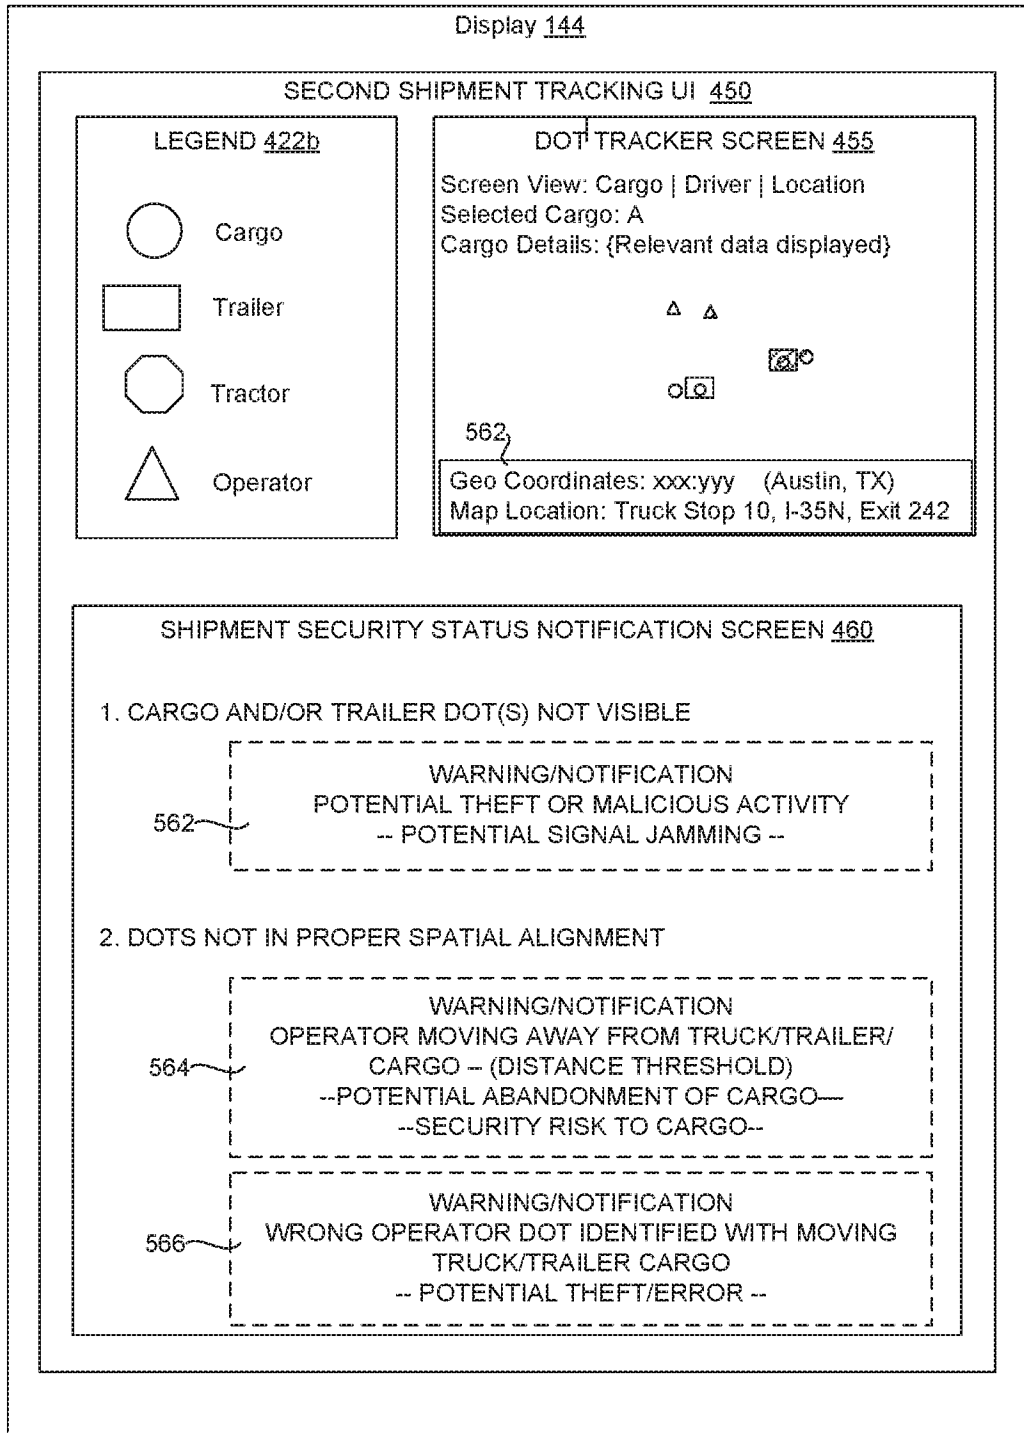 Display 144
SECOND SHIPMENT TRACKING UI 450
LEGEND 422b
Cargo
Trailer
Tractor
Operator
DOT TRACKER SCREEN 455
Screen View: Cargo | Driver | Location
Selected Cargo: A
Cargo Details: {Relevant data displayed}
562
Geo Coordinates: xxx:yyy (Austin, TX)
Map Location: Truck Stop 10, I-35N, Exit 242
SHIPMENT SECURITY STATUS NOTIFICATION SCREEN 460
1. CARGO AND/OR TRAILER DOT(S) NOT VISIBLE
WARNING/NOTIFICATION
POTENTIAL THEFT OR MALICIOUS ACTIVITY
562
-- POTENTIAL SIGNAL JAMMING --
2. DOTS NOT IN PROPER SPATIAL ALIGNMENT
WARNING/NOTIFICATION
OPERATOR MOVING AWAY FROM TRUCK/TRAILER/
564
CARGO – (DISTANCE THRESHOLD)
--POTENTIAL ABANDONMENT OF CARGO—
--SECURITY RISK TO CARGO--
WARNING/NOTIFICATION
WRONG OPERATOR DOT IDENTIFIED WITH MOVING
566
TRUCK/TRAILER CARGO
-- POTENTIAL THEFT/ERROR --